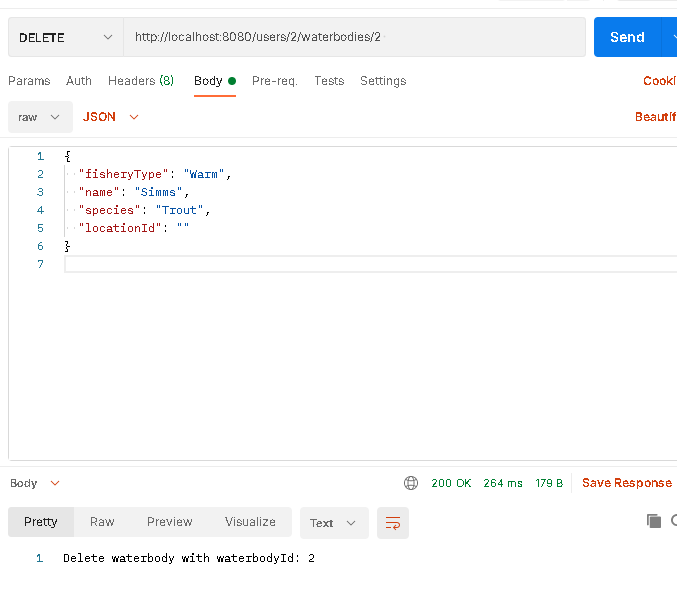 DELETE http://localhost:8080/users/2/waterbodies/2 Send
Params Auth Headers (8) Body Pre-req. Tests Settings Cooki
raw JSON Beautif
1 {
2 "fisheryType": "Warm",
3 "name": "Simms",
4 "species": "Trout",
5 "locationId": ""
6 }
7
Body 200 OK 264 ms 179 B Save Response
Pretty Raw Preview Visualize Text
1 Delete waterbody with waterbodyId: 2